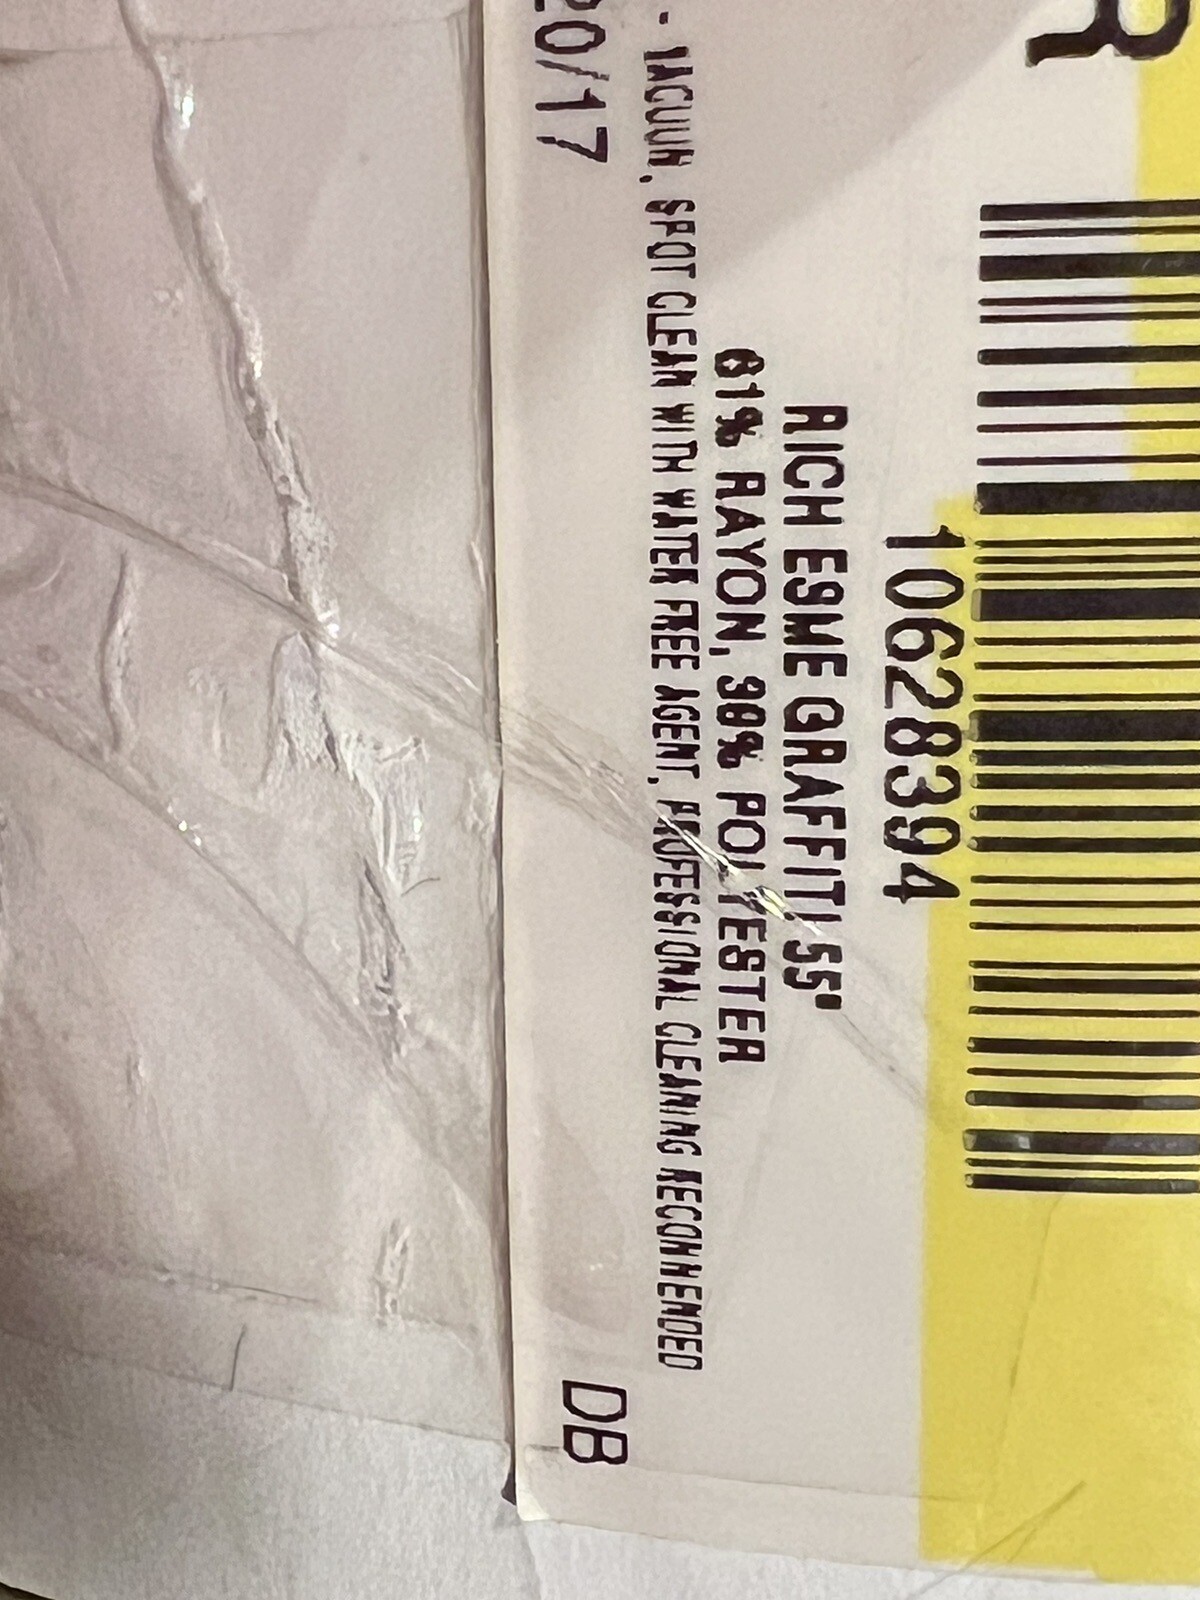 R
10628394
RICH ESME GRAFFITI 55"
61% RAYON, 39% POLYESTER
- VACUUM, SPOT CLEAN WITH WATER FREE AGENT, PROFESSIONAL CLEANING RECOMMENDED
20/17
DB